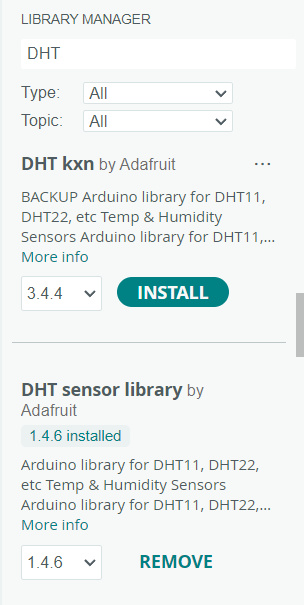 LIBRARY MANAGER
DHT
Type: All
Topic: All
DHT kxn by Adafruit ...
BACKUP Arduino library for DHT11,
DHT22, etc Temp & Humidity
Sensors Arduino library for DHT11,...
More info
3.4.4 INSTALL
DHT sensor library by
Adafruit
1.4.6 installed
Arduino library for DHT11, DHT22,
etc Temp & Humidity Sensors
Arduino library for DHT11, DHT22,...
More info
1.4.6 REMOVE